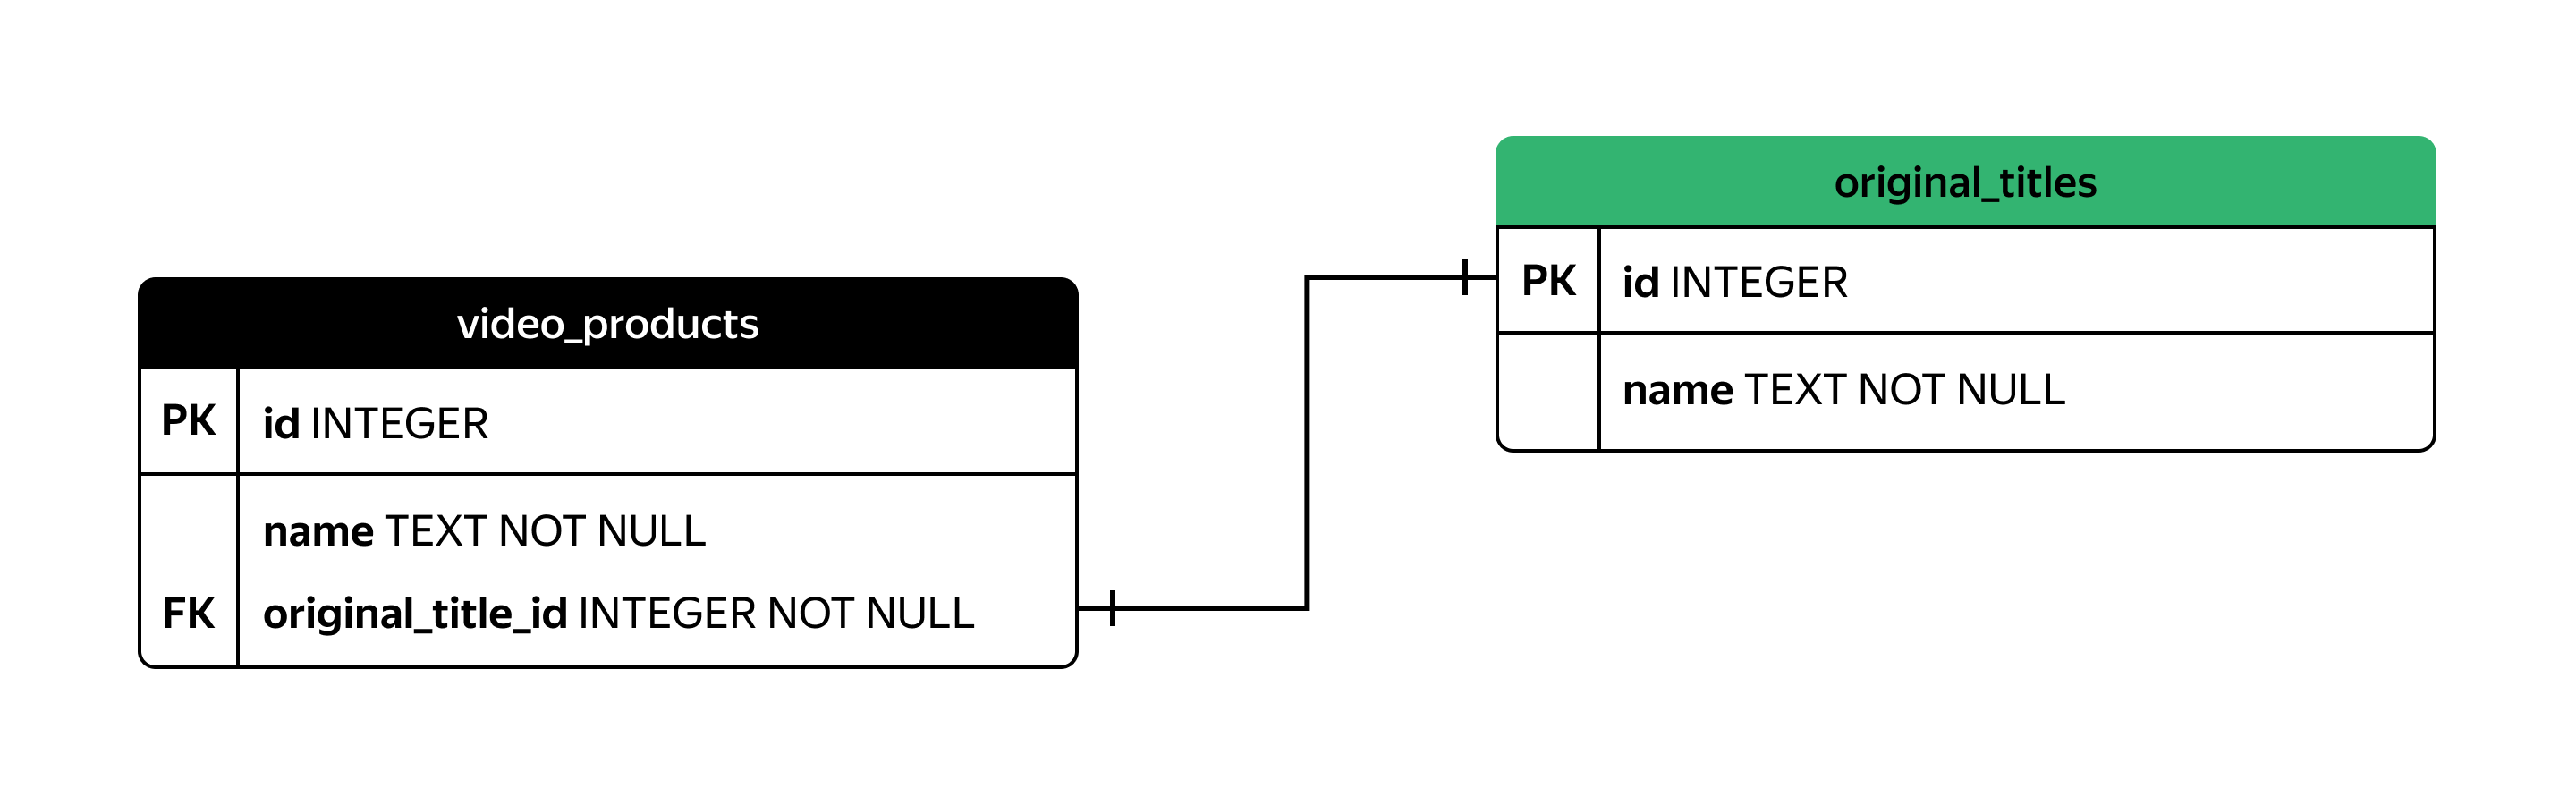 video_products
PK id INTEGER
name TEXT NOT NULL
FK original_title_id INTEGER NOT NULL
original_titles
PK id INTEGER
name TEXT NOT NULL